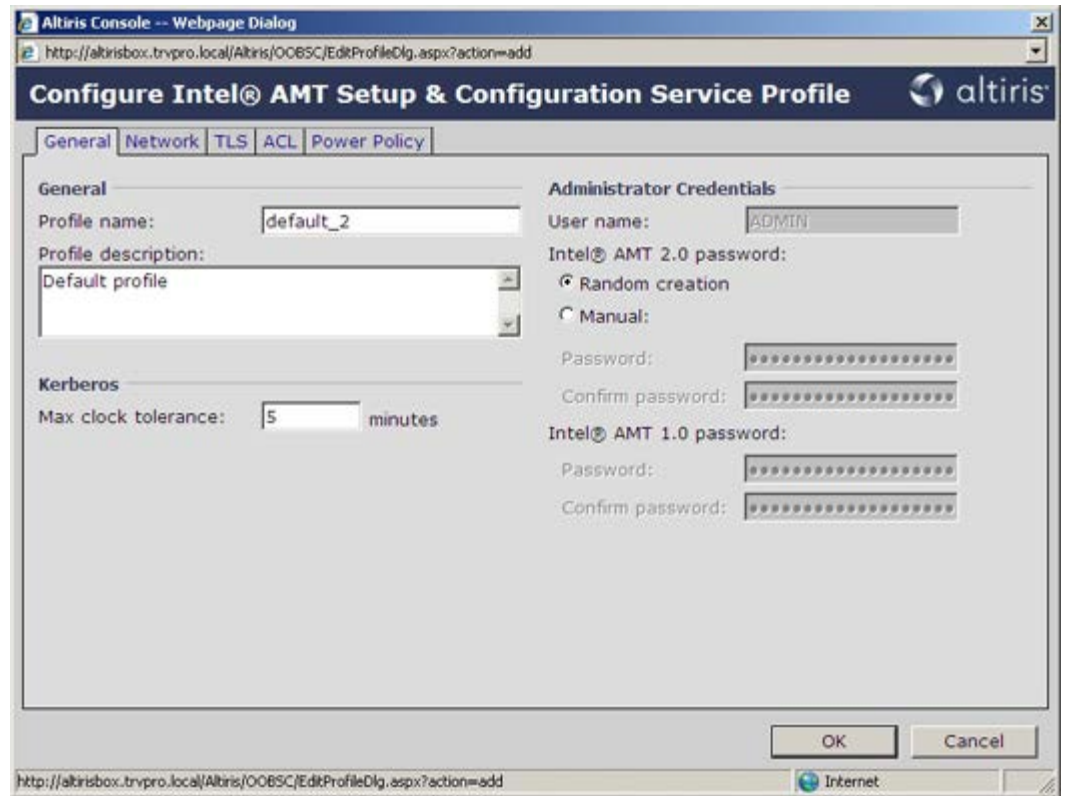 Altiris Console -- Webpage Dialog
http://altirisbox.trvpro.local/Altiris/OOBSC/EditProfileDlg.aspx?action=add
Configure Intel® AMT Setup & Configuration Service Profile
altiris
General Network TLS ACL Power Policy
General
Profile name: default_2
Profile description:
Default profile
Kerberos
Max clock tolerance: 5 minutes
Administrator Credentials
User name: ADMIN
Intel® AMT 2.0 password:
Random creation
Manual:
Password: •••••••••••••••••••
Confirm password: •••••••••••••••••••
Intel® AMT 1.0 password:
Password: •••••••••••••••••••
Confirm password: •••••••••••••••••••
OK Cancel
http://altirisbox.trvpro.local/Altiris/OOBSC/EditProfileDlg.aspx?action=add Internet